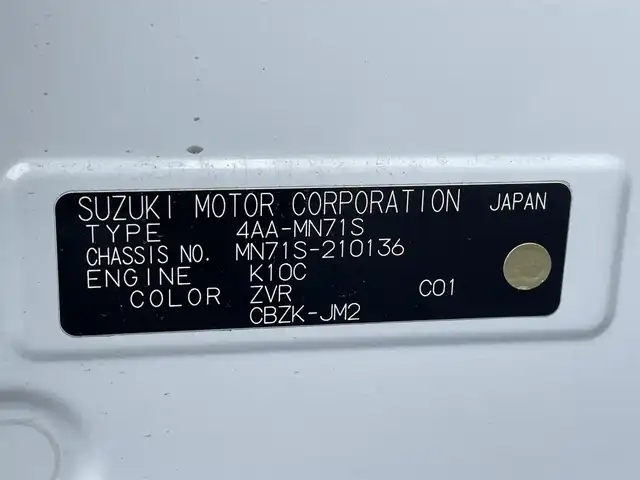 SUZUKI MOTOR CORPORATION JAPAN
TYPE 4AA-MN71S
CHASSIS NO. MN71S-210136
ENGINE K10C
COLOR ZVR C01
CBZK-JM2